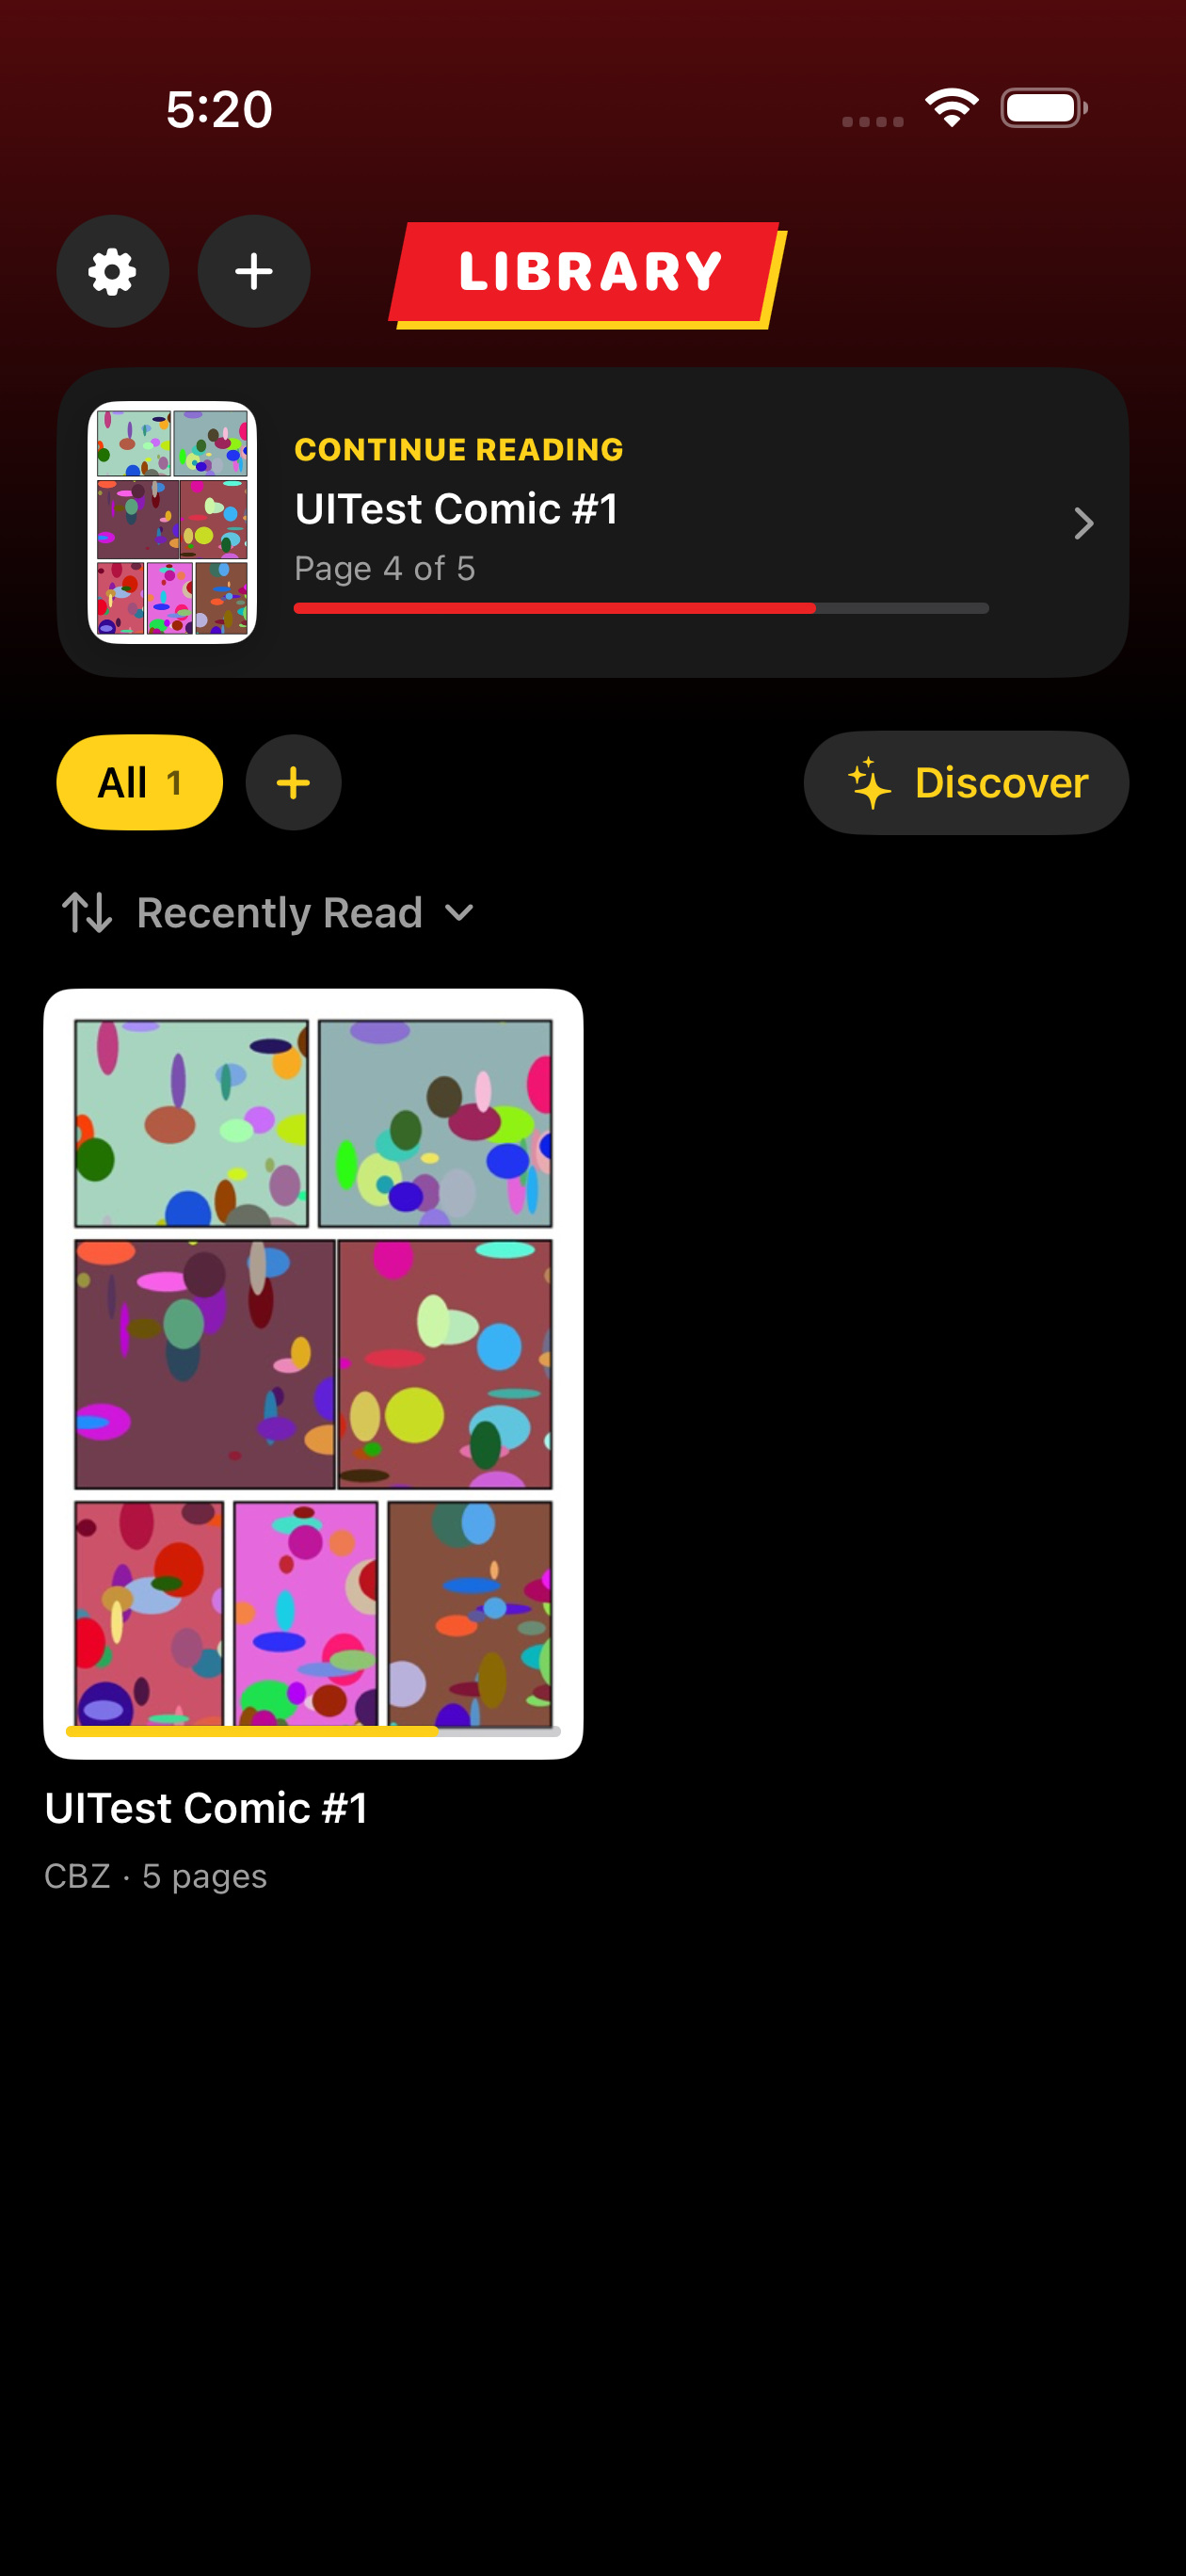 5:20
LIBRARY
CONTINUE READING
UITest Comic #1
Page 4 of 5
All 1
Discover
Recently Read
UITest Comic #1
CBZ · 5 pages